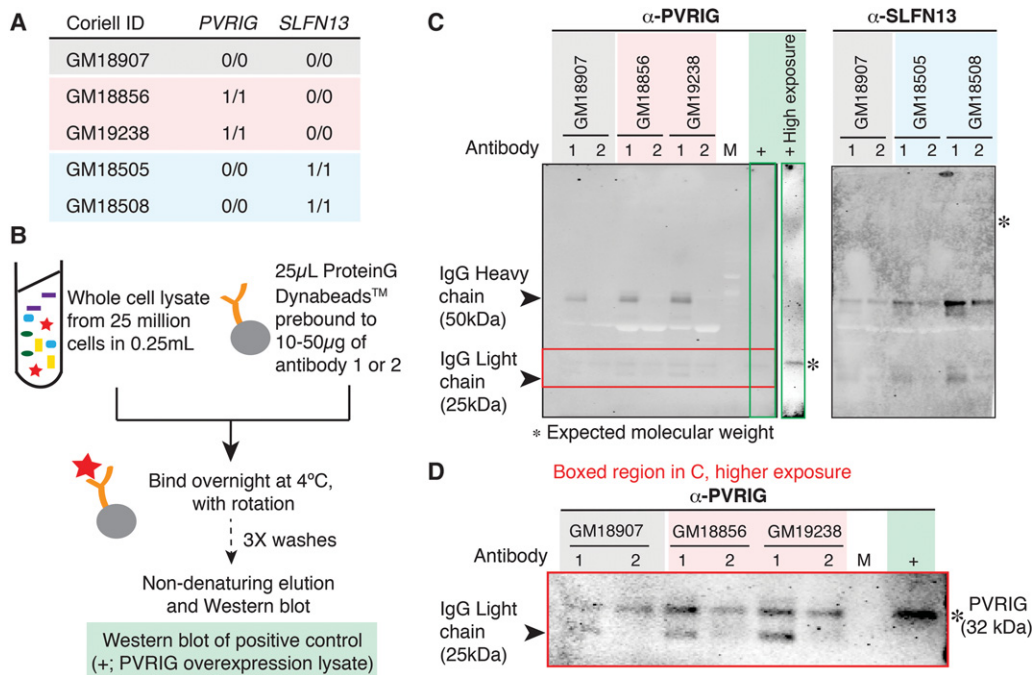 A
Coriell ID PVRIG SLFN13
GM18907 0/0 0/0
GM18856 1/1 0/0
GM19238 1/1 0/0
GM18505 0/0 1/1
GM18508 0/0 1/1
B
Whole cell lysate
from 25 million
cells in 0.25mL
25µL ProteinG
Dynabeads™
prebound to
10-50µg of
antibody 1 or 2
Bind overnight at 4ºC,
with rotation
3X washes
Non-denaturing elution
and Western blot
Western blot of positive control
(+; PVRIG overexpression lysate)
C
α-PVRIG
GM18907
GM18856
GM19238
+ High exposure
Antibody 1 2 1 2 1 2 M +
IgG Heavy
chain
(50kDa)
IgG Light
chain
(25kDa)
*
* Expected molecular weight
α-SLFN13
GM18907
GM18505
GM18508
1 2 1 2 1 2
*
D
Boxed region in C, higher exposure
α-PVRIG
GM18907 GM18856 GM19238
Antibody 1 2 1 2 1 2 M +
IgG Light
chain
(25kDa)
* PVRIG
(32 kDa)